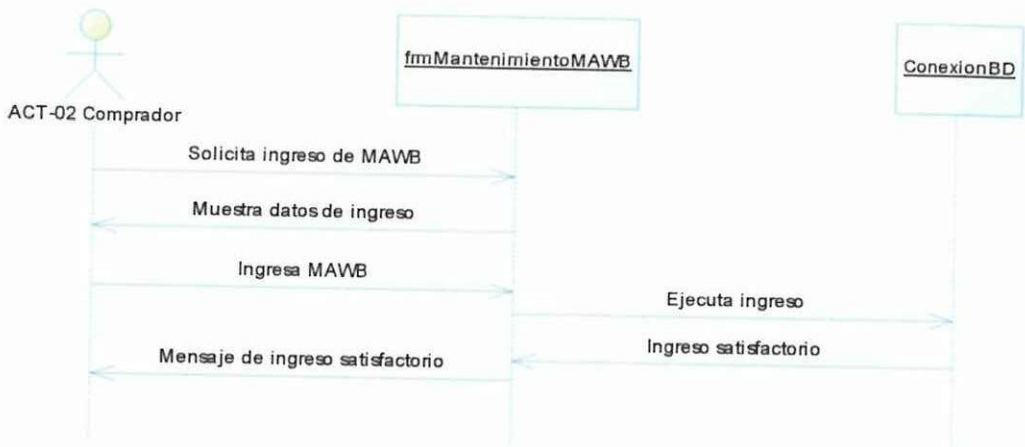 frmMantenimientoMAWB
ConexionBD
ACT-02 Comprador
Solicita ingreso de MAWB
Muestra datos de ingreso
Ingresa MAWB
Ejecuta ingreso
Ingreso satisfactorio
Mensaje de ingreso satisfactorio